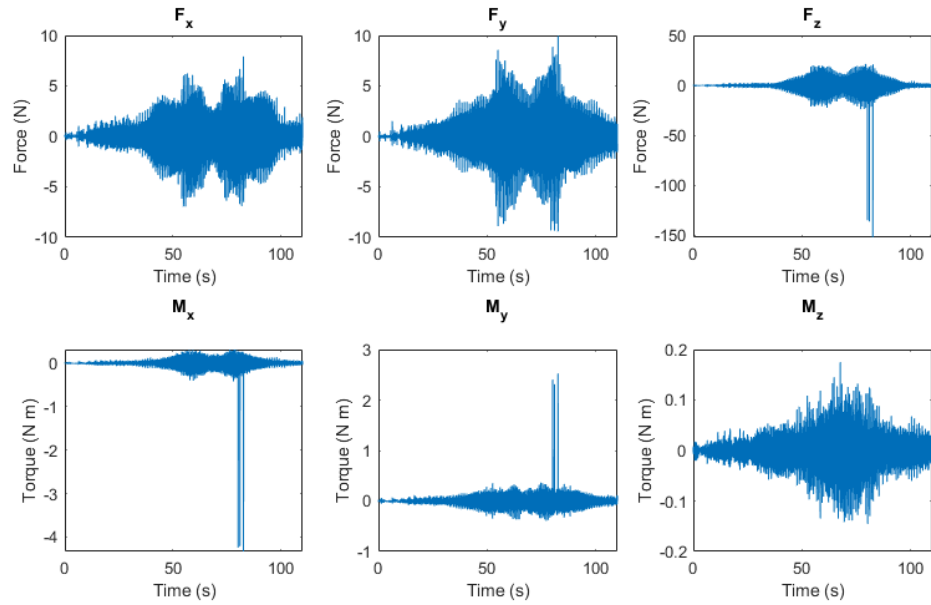 F_x
10
5
0
-5
-10
Force (N)
0 50 100
Time (s)
F_y
10
5
0
-5
-10
Force (N)
0 50 100
Time (s)
F_z
50
0
-50
-100
-150
Force (N)
0 50 100
Time (s)
M_x
0
-1
-2
-3
-4
Torque (N m)
0 50 100
Time (s)
M_y
3
2
1
0
-1
Torque (N m)
0 50 100
Time (s)
M_z
0.2
0.1
0
-0.1
-0.2
Torque (N m)
0 50 100
Time (s)